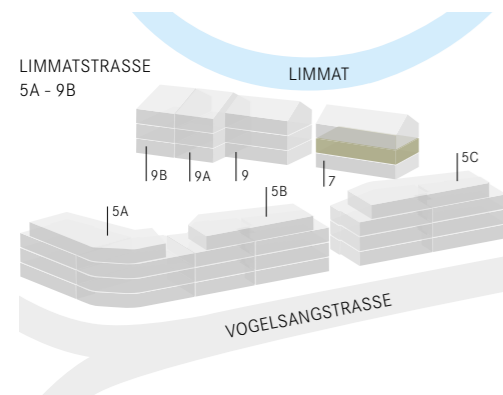 LIMMATSTRASSE
5A - 9B
LIMMAT
9B
9A
9
7
5C
5A
5B
VOGELSANGSTRASSE